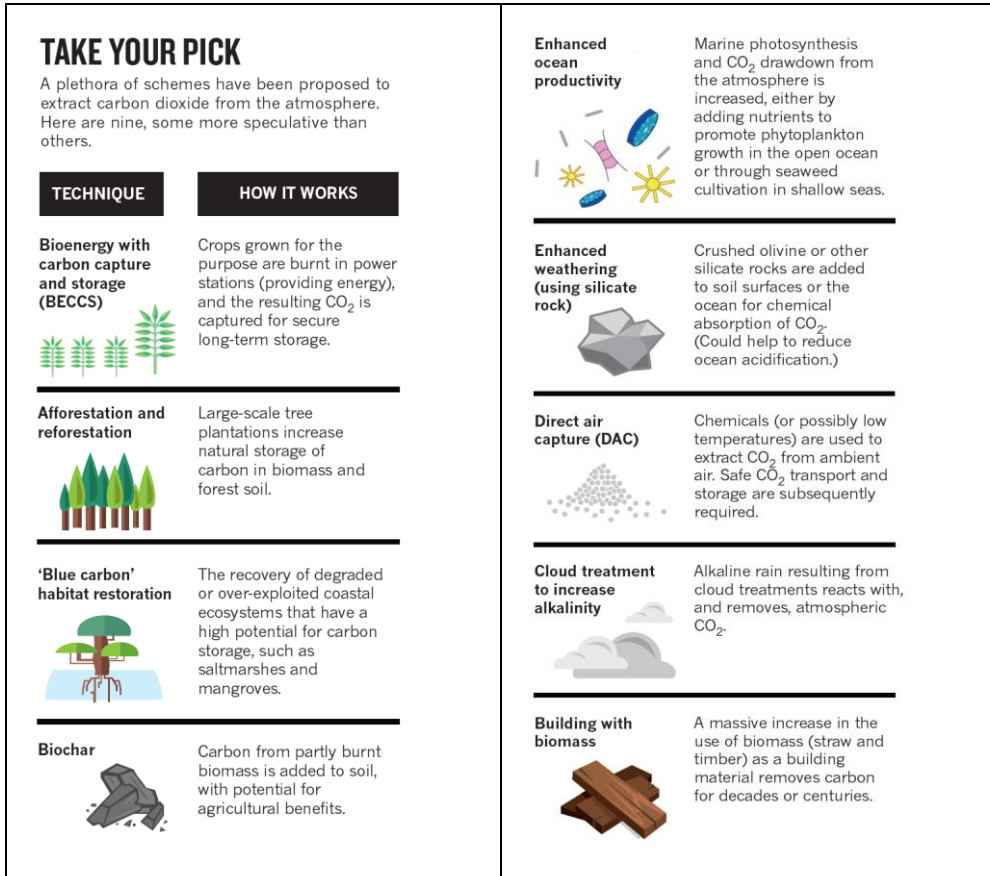 TAKE YOUR PICK
A plethora of schemes have been proposed to
extract carbon dioxide from the atmosphere.
Here are nine, some more speculative than
others.
TECHNIQUE
HOW IT WORKS
Bioenergy with
carbon capture
and storage
(BECCS)
Crops grown for the
purpose are burnt in power
stations (providing energy),
and the resulting CO₂ is
captured for secure
long-term storage.
Afforestation and
reforestation
Large-scale tree
plantations increase
natural storage of
carbon in biomass and
forest soil.
‘Blue carbon’
habitat restoration
The recovery of degraded
or over-exploited coastal
ecosystems that have a
high potential for carbon
storage, such as
saltmarshes and
mangroves.
Biochar
Carbon from partly burnt
biomass is added to soil,
with potential for
agricultural benefits.
Enhanced
ocean
productivity
Marine photosynthesis
and CO₂ drawdown from
the atmosphere is
increased, either by
adding nutrients to
promote phytoplankton
growth in the open ocean
or through seaweed
cultivation in shallow seas.
Enhanced
weathering
(using silicate
rock)
Crushed olivine or other
silicate rocks are added
to soil surfaces or the
ocean for chemical
absorption of CO₂.
(Could help to reduce
ocean acidification.)
Direct air
capture (DAC)
Chemicals (or possibly low
temperatures) are used to
extract CO₂ from ambient
air. Safe CO₂ transport and
storage are subsequently
required.
Cloud treatment
to increase
alkalinity
Alkaline rain resulting from
cloud treatments reacts with,
and removes, atmospheric
CO₂.
Building with
biomass
A massive increase in the
use of biomass (straw and
timber) as a building
material removes carbon
for decades or centuries.